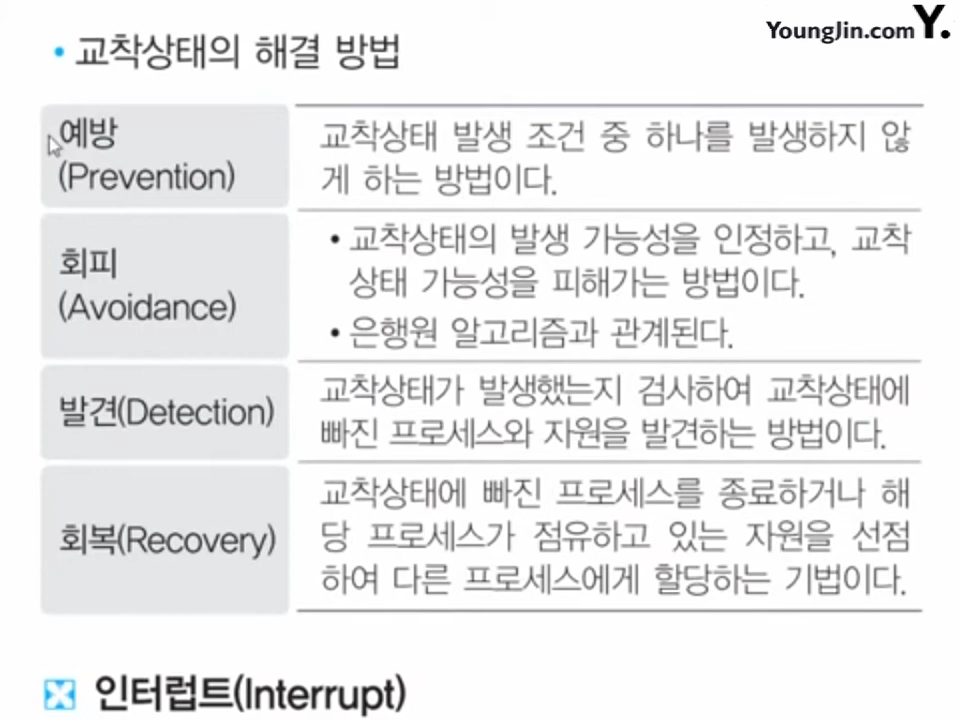 YoungJin.com Y.
• 교착상태의 해결 방법
예방
(Prevention)
교착상태 발생 조건 중 하나를 발생하지 않
게 하는 방법이다.
회피
(Avoidance)
• 교착상태의 발생 가능성을 인정하고, 교착
상태 가능성을 피해가는 방법이다.
• 은행원 알고리즘과 관계된다.
발견(Detection)
교착상태가 발생했는지 검사하여 교착상태에
빠진 프로세스와 자원을 발견하는 방법이다.
회복(Recovery)
교착상태에 빠진 프로세스를 종료하거나 해
당 프로세스가 점유하고 있는 자원을 선점
하여 다른 프로세스에게 할당하는 기법이다.
인터럽트(Interrupt)